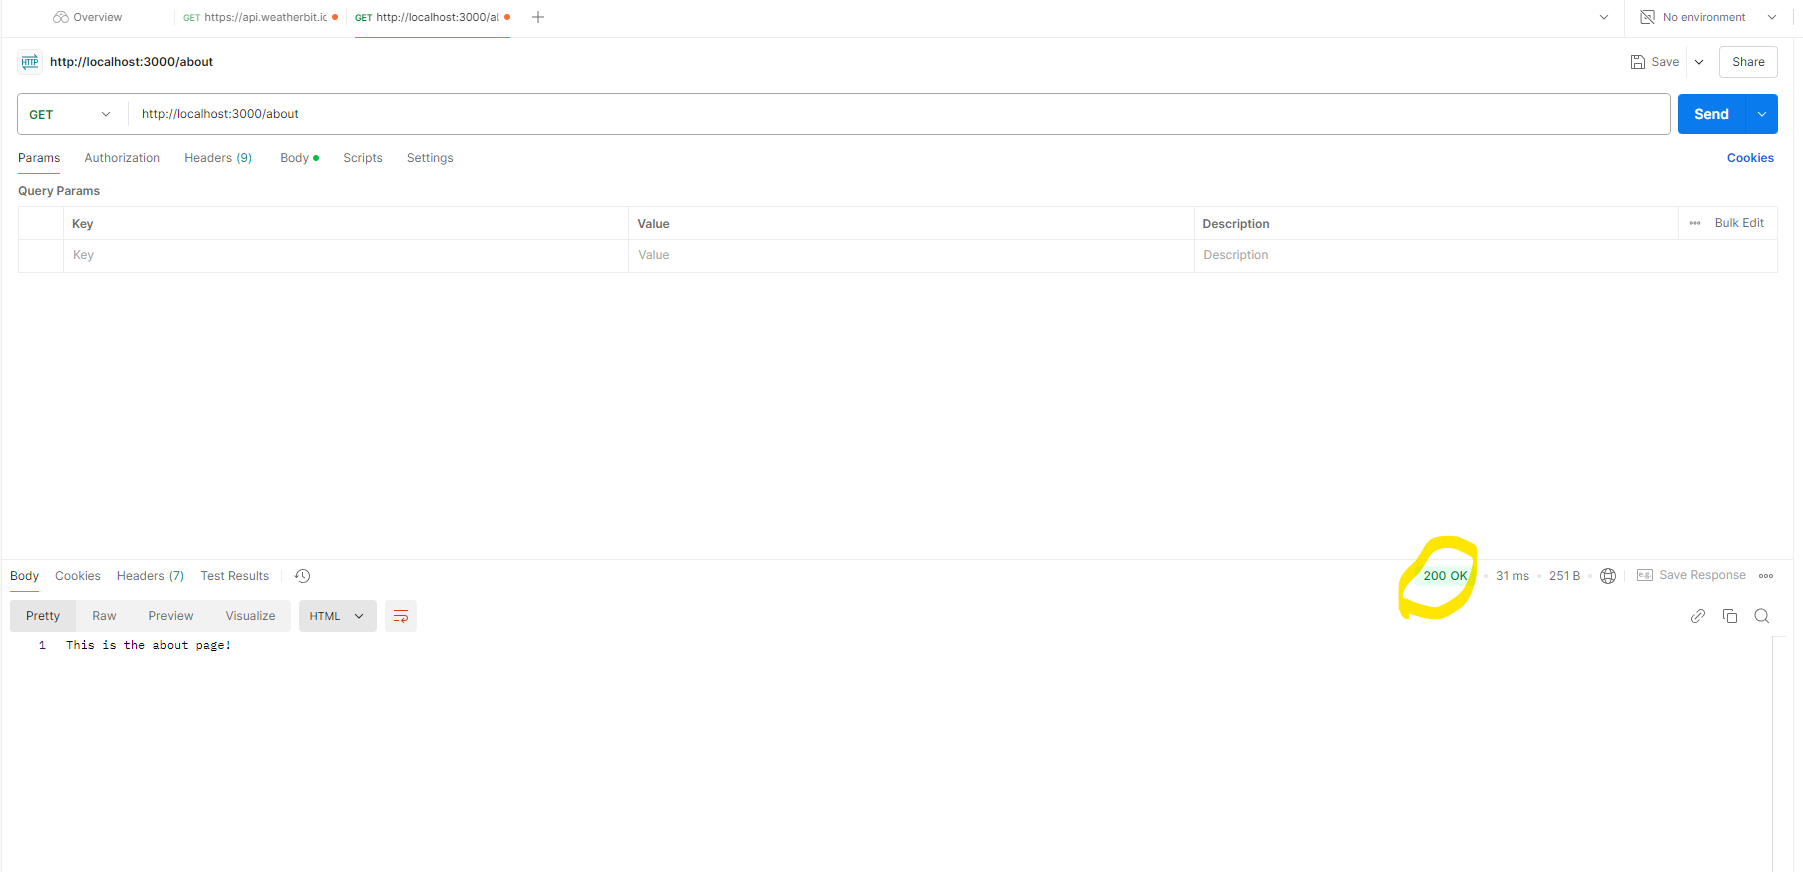 Overview
GET https://api.weatherbit.ic
GET http://localhost:3000/al
No environment
HTTP http://localhost:3000/about
Save
Share
GET
http://localhost:3000/about
Send
Params Authorization Headers (9) Body Scripts Settings
Cookies
Query Params
Key Value Description ••• Bulk Edit
Key Value Description
Body Cookies Headers (7) Test Results
200 OK • 31 ms • 251 B
e.g. Save Response •••
Pretty Raw Preview Visualize HTML
1 This is the about page!